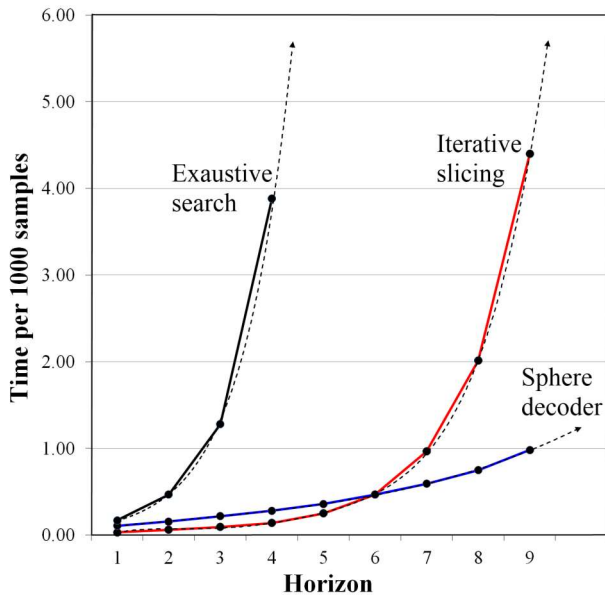 6.00
5.00
4.00
3.00
2.00
1.00
0.00
Time per 1000 samples
Exaustive
search
Iterative
slicing
Sphere
decoder
1 2 3 4 5 6 7 8 9
Horizon